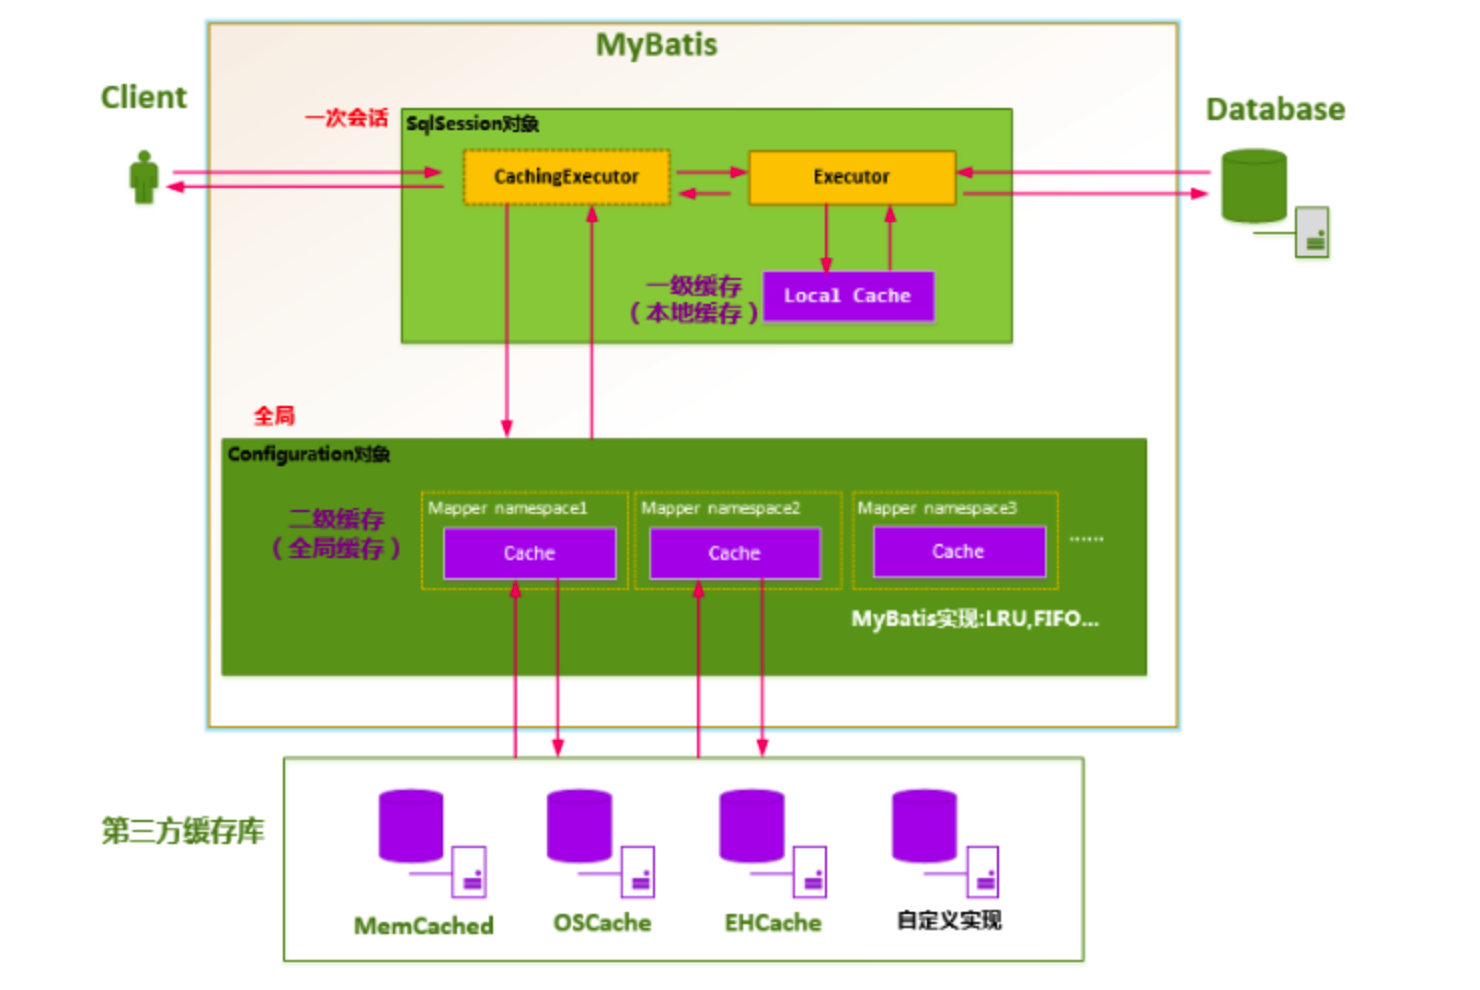 MyBatis
Client
Database
一次会话
SqlSession对象
CachingExecutor
Executor
一级缓存
（本地缓存）
Local Cache
全局
Configuration对象
二级缓存
（全局缓存）
Mapper namespace1
Cache
Mapper namespace2
Cache
Mapper namespace3
Cache
......
MyBatis实现:LRU,FIFO...
第三方缓存库
MemCached
OSCache
EHCache
自定义实现